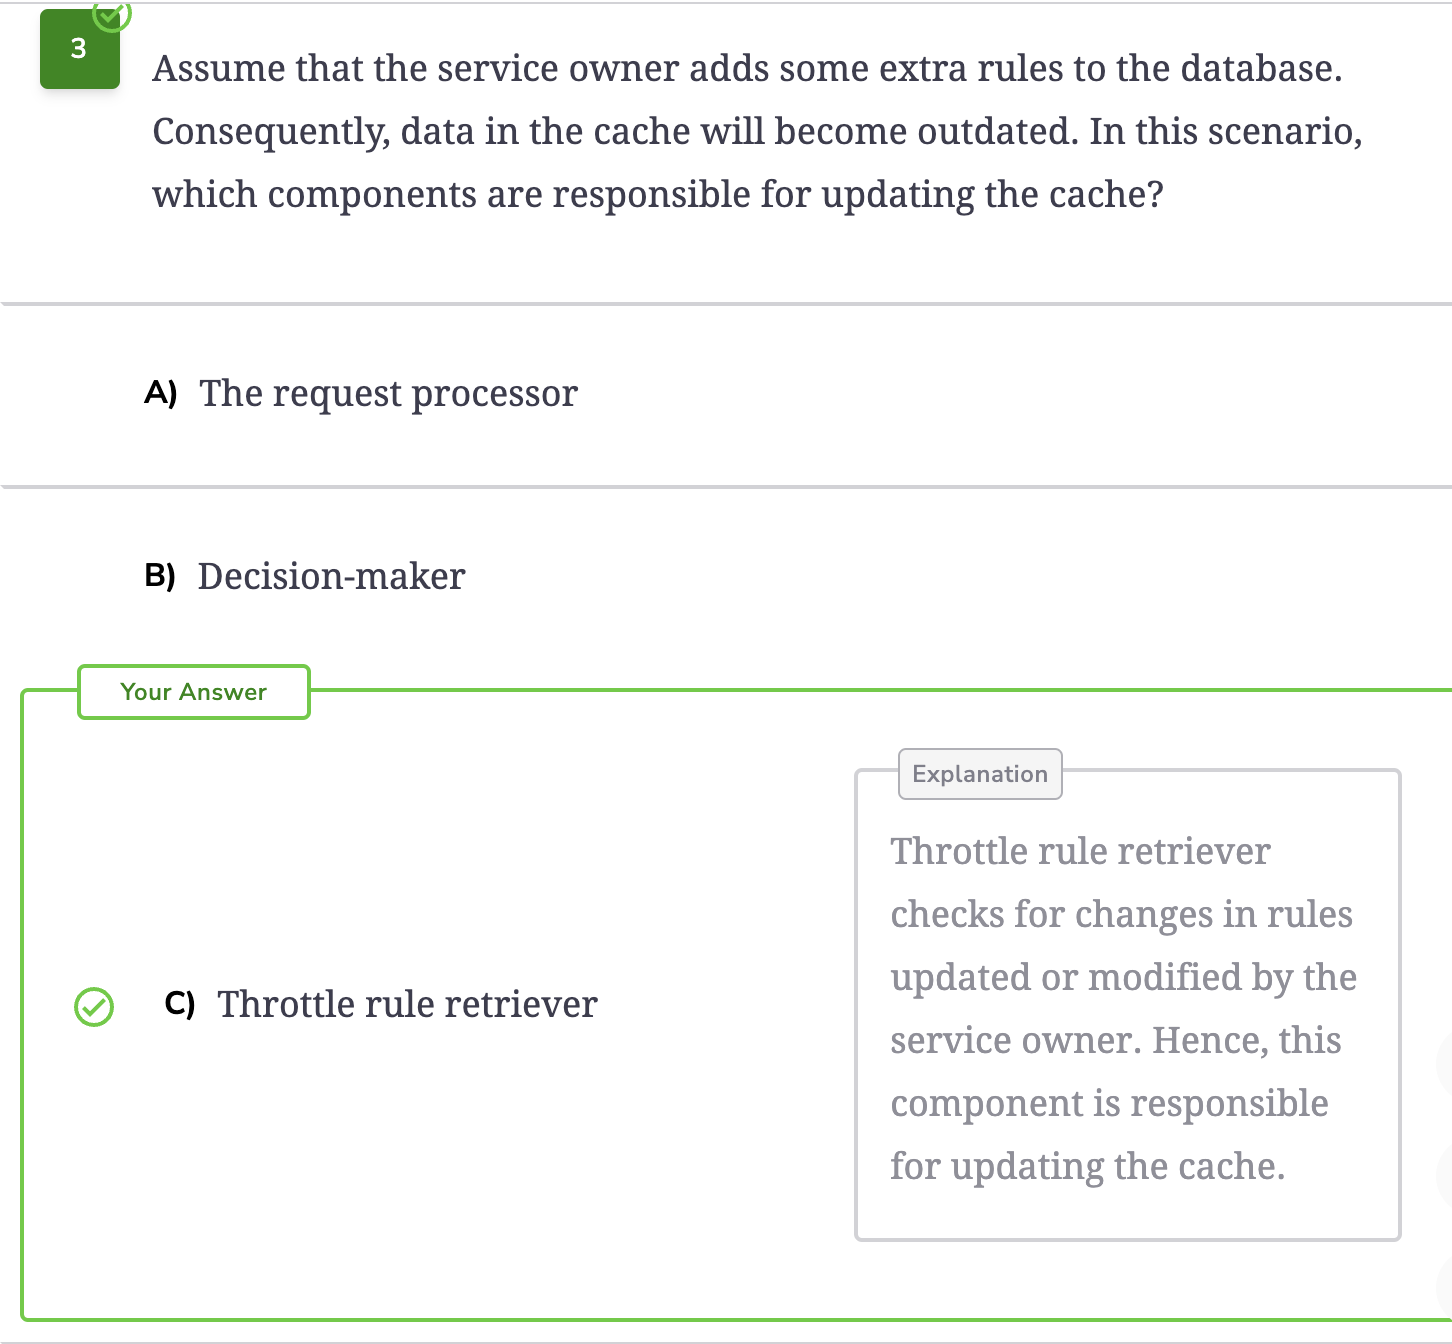 3
Assume that the service owner adds some extra rules to the database.
Consequently, data in the cache will become outdated. In this scenario,
which components are responsible for updating the cache?
A) The request processor
B) Decision-maker
Your Answer
C) Throttle rule retriever
Explanation
Throttle rule retriever
checks for changes in rules
updated or modified by the
service owner. Hence, this
component is responsible
for updating the cache.